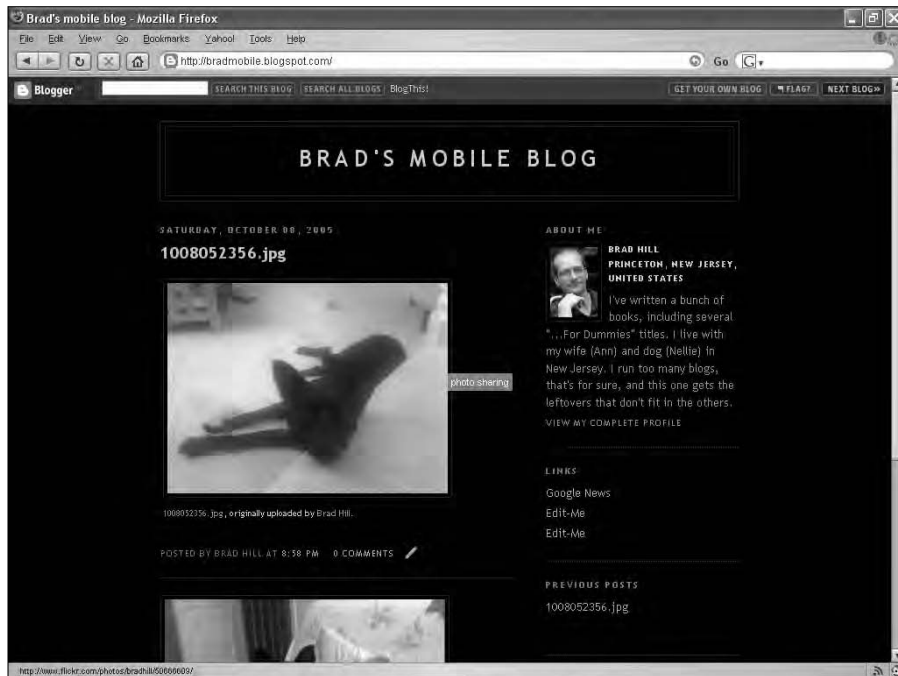 Brad's mobile blog - Mozilla Firefox
File Edit View Go Bookmarks Yahoo! Tools Help
http://bradmobile.blogspot.com/ Go G
Blogger SEARCH THIS BLOG SEARCH ALL BLOGS BlogThis! GET YOUR OWN BLOG FLAG? NEXT BLOG»
BRAD'S MOBILE BLOG
SATURDAY, OCTOBER 08, 2005
1008052356.jpg
photo sharing
1008052356.jpg, originally uploaded by Brad Hill.
POSTED BY BRAD HILL AT 8:58 PM 0 COMMENTS
ABOUT ME
BRAD HILL
PRINCETON, NEW JERSEY,
UNITED STATES
I've written a bunch of
books, including several
"...For Dummies" titles. I live with
my wife (Ann) and dog (Nellie) in
New Jersey. I run too many blogs,
that's for sure, and this one gets the
leftovers that don't fit in the others.
VIEW MY COMPLETE PROFILE
LINKS
Google News
Edit-Me
Edit-Me
PREVIOUS POSTS
1008052356.jpg